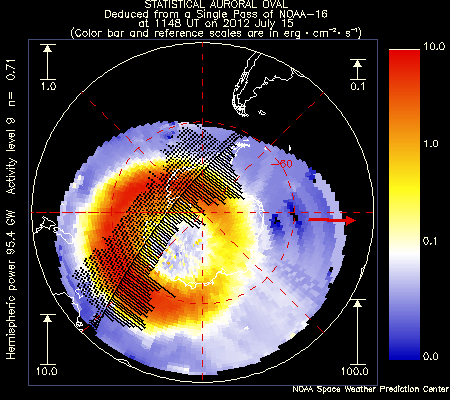 STATISTICAL AURORAL OVAL
Deduced from a Single Pass of NOAA-16
at 1148 UT on 2012 July 15
(Color bar and reference scales are in erg·cm⁻²·s⁻¹)
Hemispheric power 95.4 GW Activity level 9 n= 0.71
1.0
0.1
10.0
100.0
-60
10.0
1.0
0.1
0.0
NOAA Space Weather Prediction Center